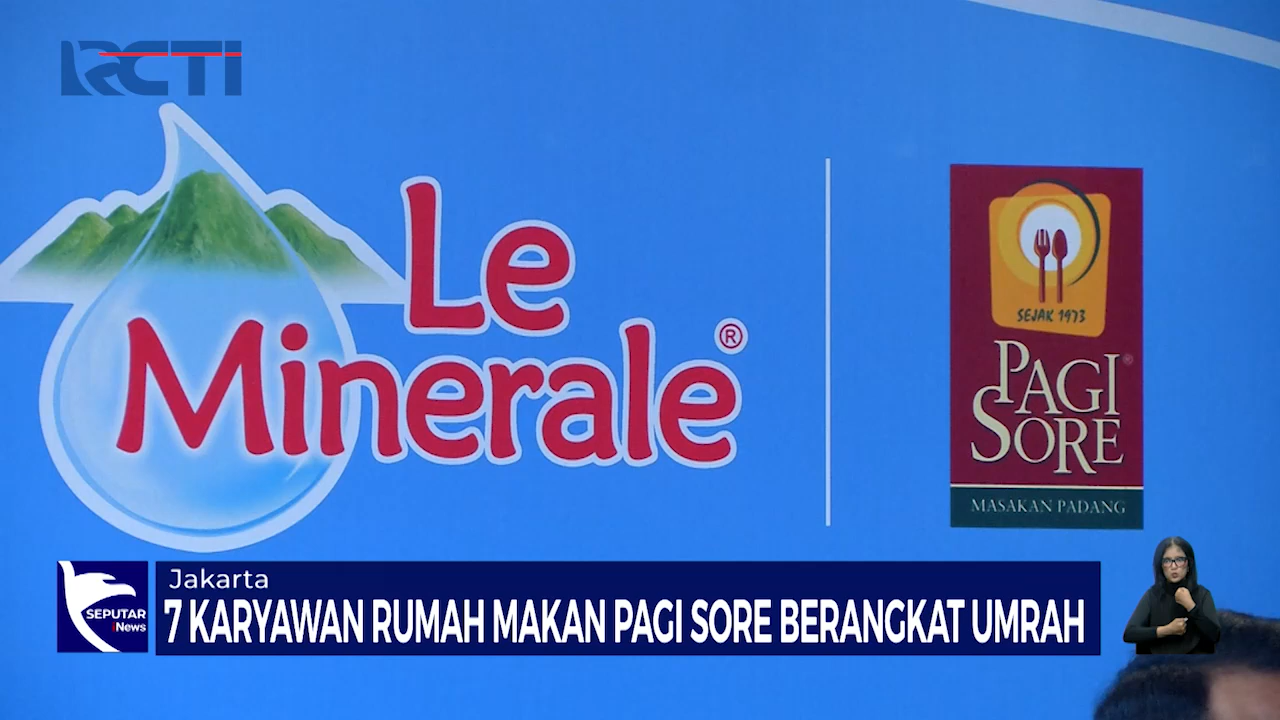 RCTI
Le
Minerale®
SEJAK 1973
PAGI®
SORE
MASAKAN PADANG
Jakarta
SEPUTAR
iNews
7 KARYAWAN RUMAH MAKAN PAGI SORE BERANGKAT UMRAH